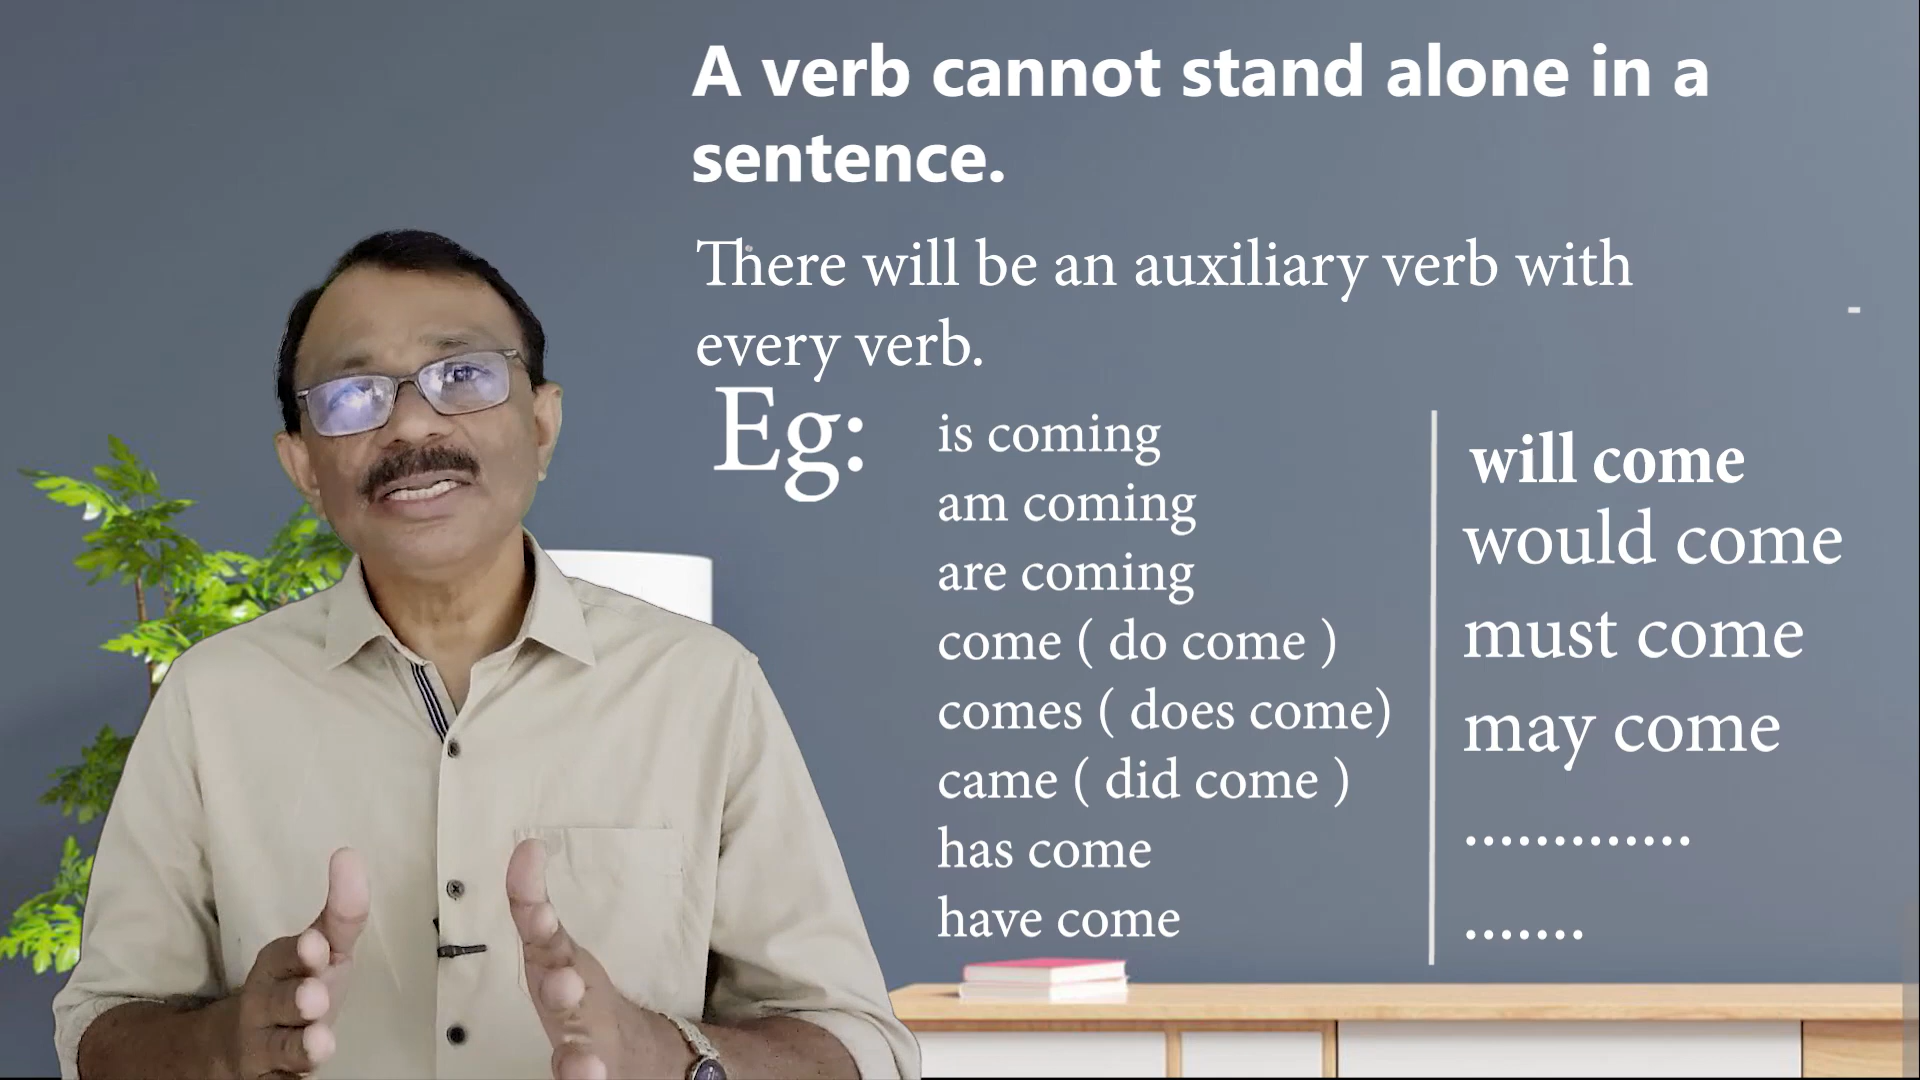 A verb cannot stand alone in a
sentence.
There will be an auxiliary verb with
every verb.
Eg:
is coming
am coming
are coming
come ( do come )
comes ( does come)
came ( did come )
has come
have come
will come
would come
must come
may come
.............
.......